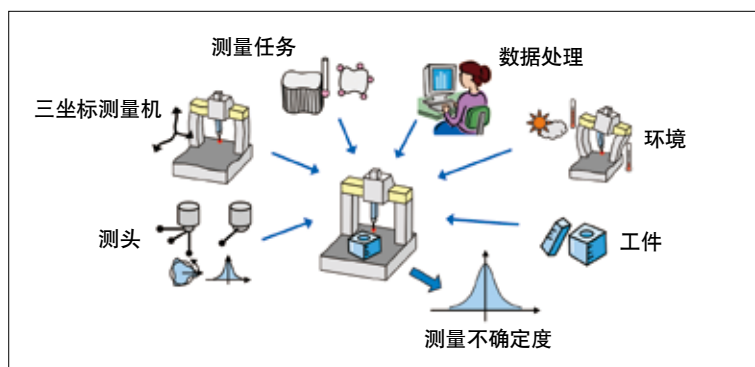 测量任务
数据处理
三坐标测量机
环境
测头
工件
测量不确定度